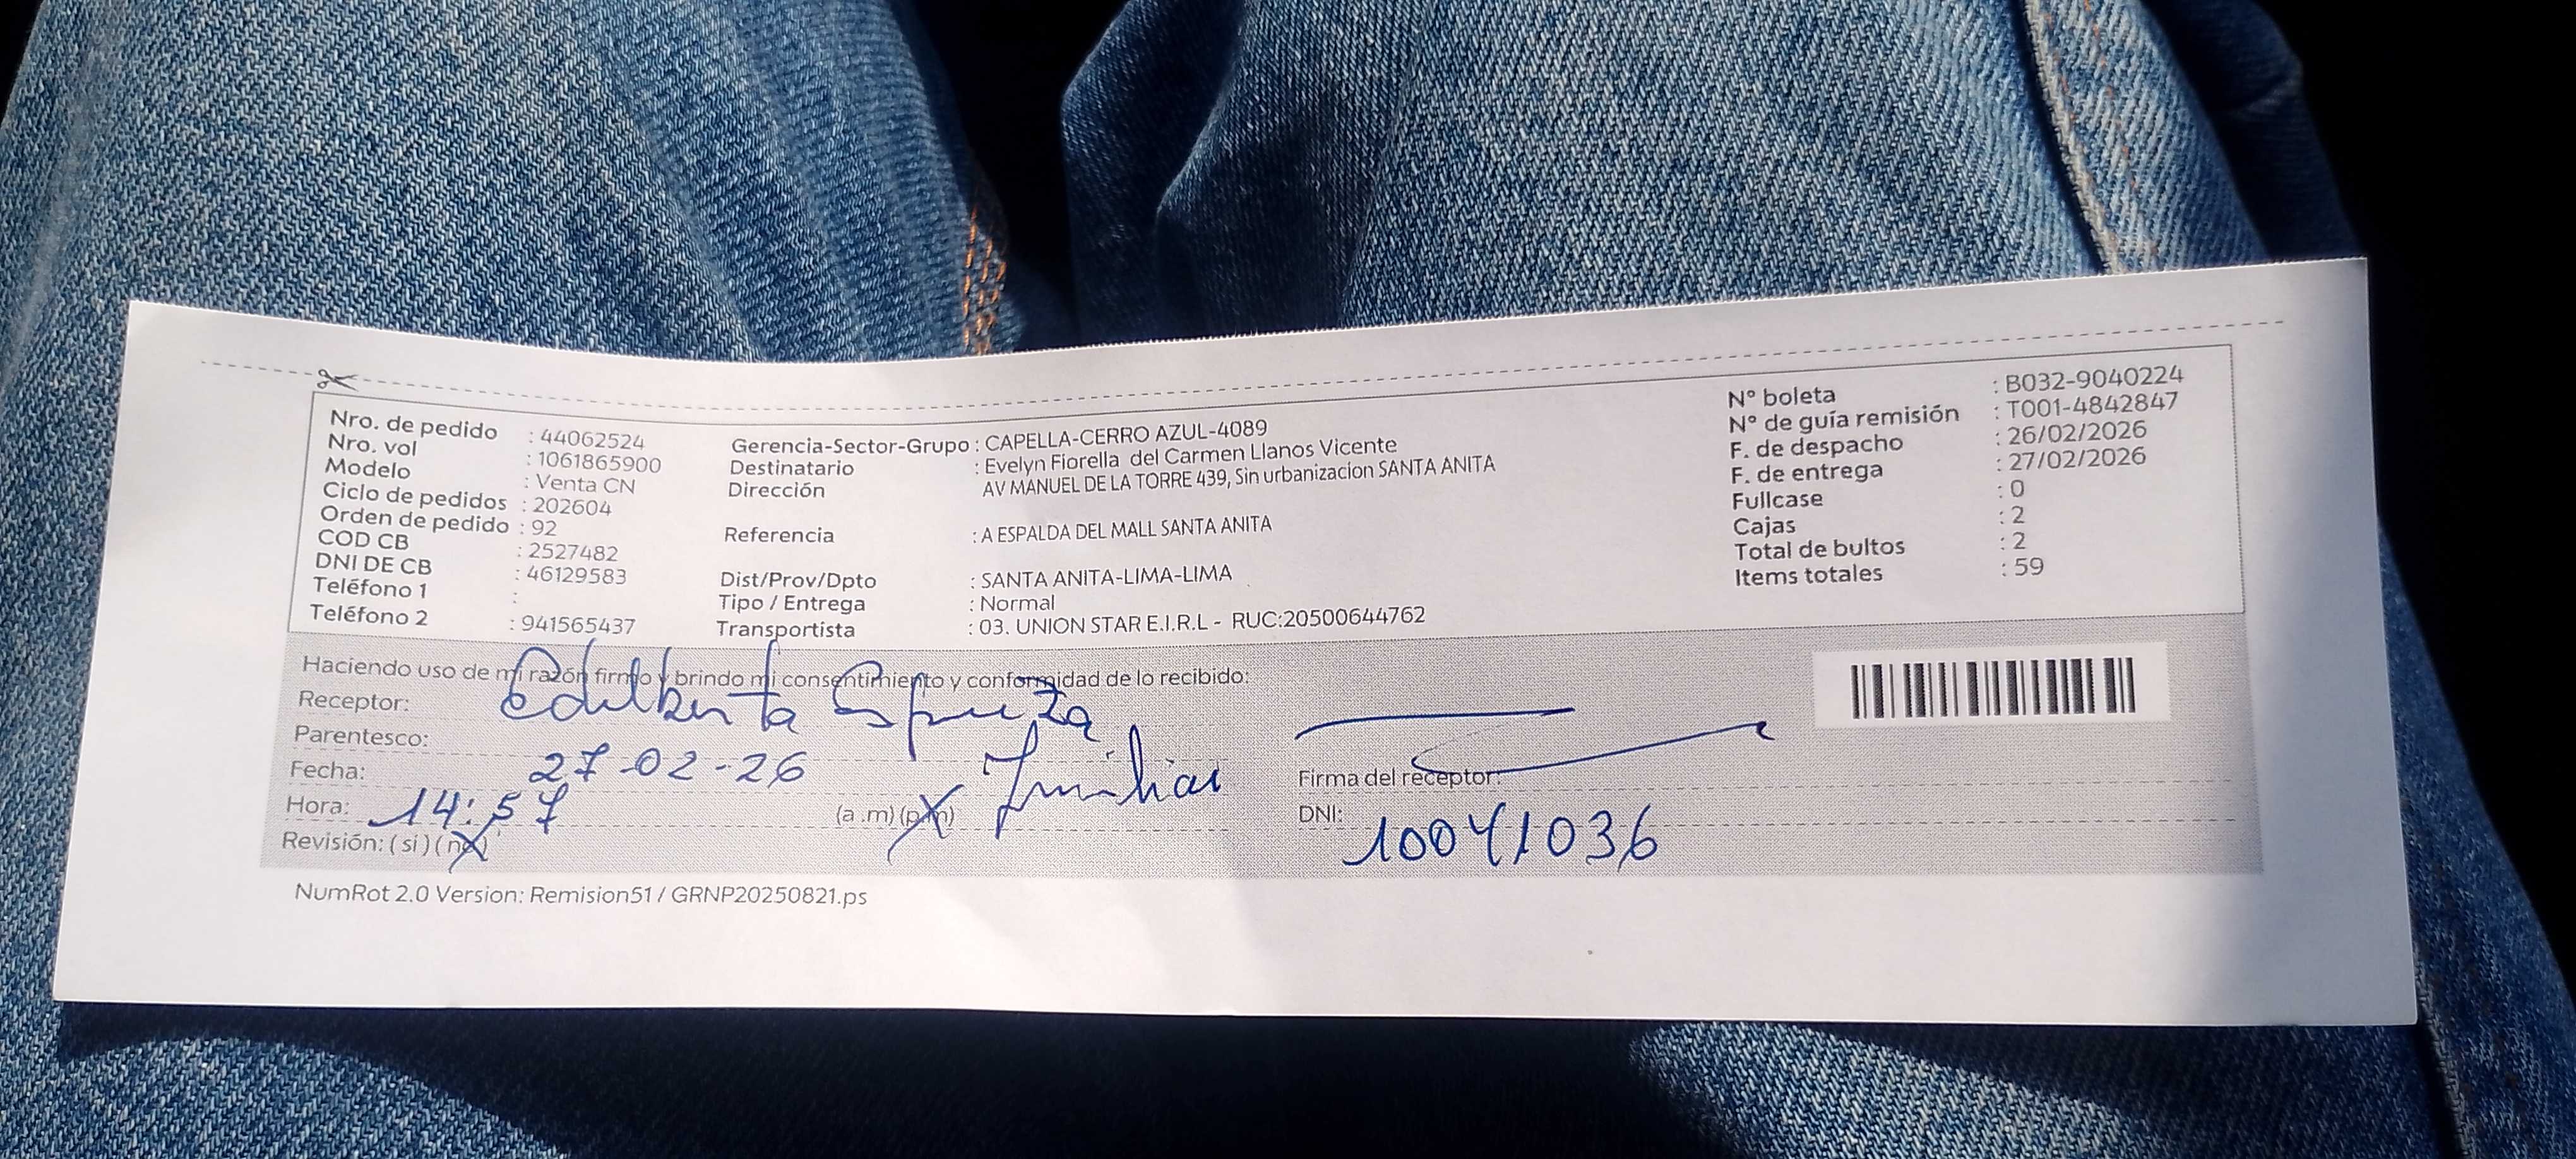 Nro. de pedido : 44062524
Nro. vol : 1061865900
Modelo : Venta CN
Ciclo de pedidos : 202604
Orden de pedido : 92
COD CB : 2527482
DNI DE CB : 46129583
Teléfono 1 :
Teléfono 2 : 941565437
Gerencia-Sector-Grupo : CAPELLA-CERRO AZUL-4089
Destinatario : Evelyn Fiorella del Carmen Llanos Vicente
Dirección AV MANUEL DE LA TORRE 439, Sin urbanizacion SANTA ANITA
Referencia : A ESPALDA DEL MALL SANTA ANITA
Dist/Prov/Dpto : SANTA ANITA-LIMA-LIMA
Tipo / Entrega : Normal
Transportista : 03. UNION STAR E.I.R.L - RUC:20500644762
N° boleta : B032-9040224
N° de guía remisión : T001-4842847
F. de despacho : 26/02/2026
F. de entrega : 27/02/2026
Fullcase : 0
Cajas : 2
Total de bultos : 2
Items totales : 59
Haciendo uso de mi razón firmo y brindo mi consentimiento y conformidad de lo recibido:
Receptor: Edilberta Espinoza
Parentesco: Familiar
Fecha: 27-02-26
Hora: 14:57 (a.m) (p.m)
Revisión: ( si ) ( no )
Firma del receptor:
DNI: 10041036
NumRot 2.0 Version: Remision51 / GRNP20250821.ps